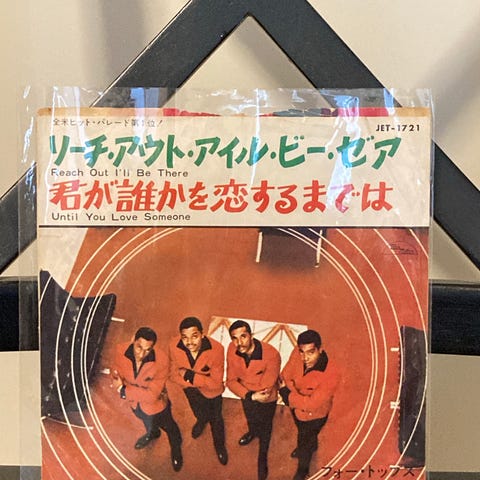 全米ヒット・パレード第1位!
JET-1721
リーチ・アウト・アイル・ビー・ゼア
Reach Out I'll Be There
君が誰かを恋するまでは
Until You Love Someone
フォー・トップス